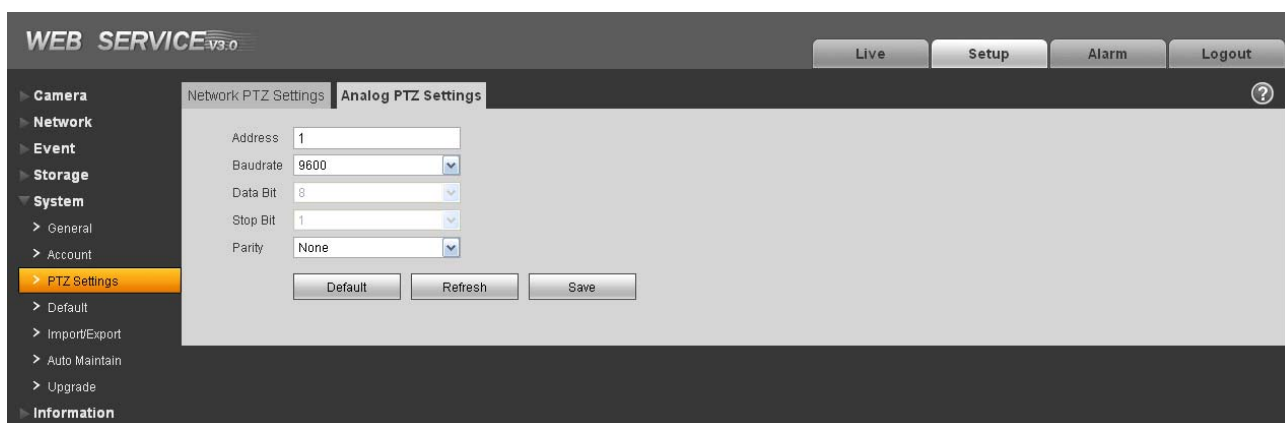 WEB SERVICE V3.0
Live
Setup
Alarm
Logout
Camera
Network
Event
Storage
System
> General
> Account
> PTZ Settings
> Default
> Import/Export
> Auto Maintain
> Upgrade
Information
Network PTZ Settings
Analog PTZ Settings
?
Address 1
Baudrate 9600
Data Bit 8
Stop Bit 1
Parity None
Default
Refresh
Save